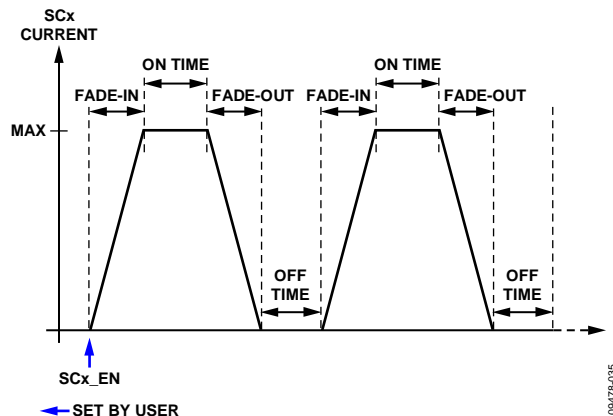 SCx
CURRENT
ON TIME
ON TIME
FADE-IN
FADE-OUT
FADE-IN
FADE-OUT
MAX
OFF
TIME
OFF
TIME
SCx_EN
SET BY USER
09478-035